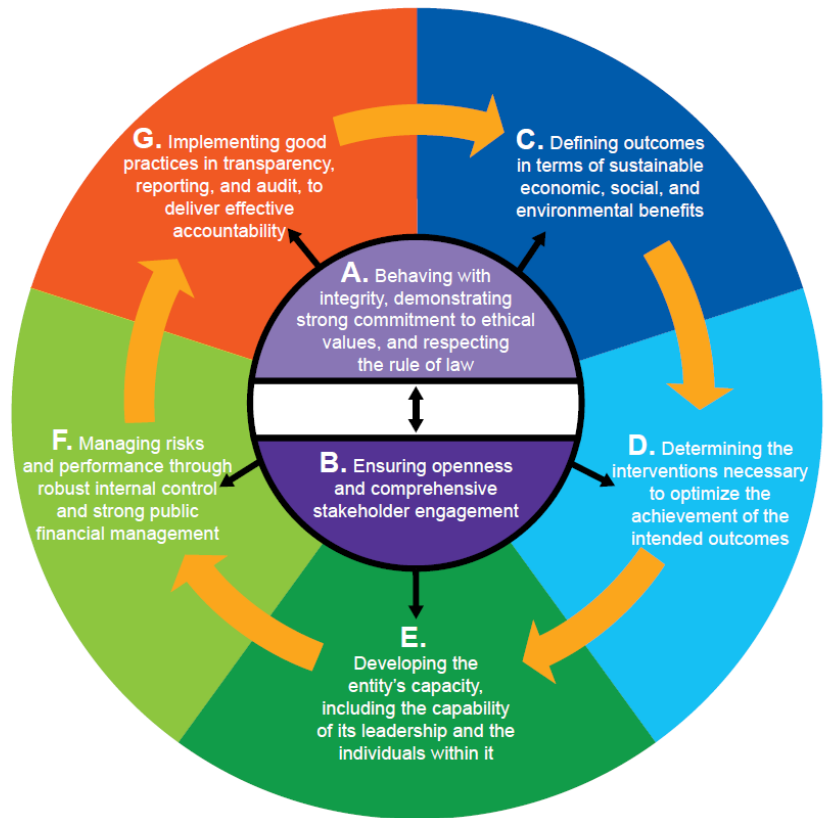 A. Behaving with
integrity, demonstrating
strong commitment to ethical
values, and respecting
the rule of law
B. Ensuring openness
and comprehensive
stakeholder engagement
C. Defining outcomes
in terms of sustainable
economic, social, and
environmental benefits
D. Determining the
interventions necessary
to optimize the
achievement of the
intended outcomes
E.
Developing the
entity's capacity,
including the capability
of its leadership and the
individuals within it
F. Managing risks
and performance through
robust internal control
and strong public
financial management
G. Implementing good
practices in transparency,
reporting, and audit, to
deliver effective
accountability